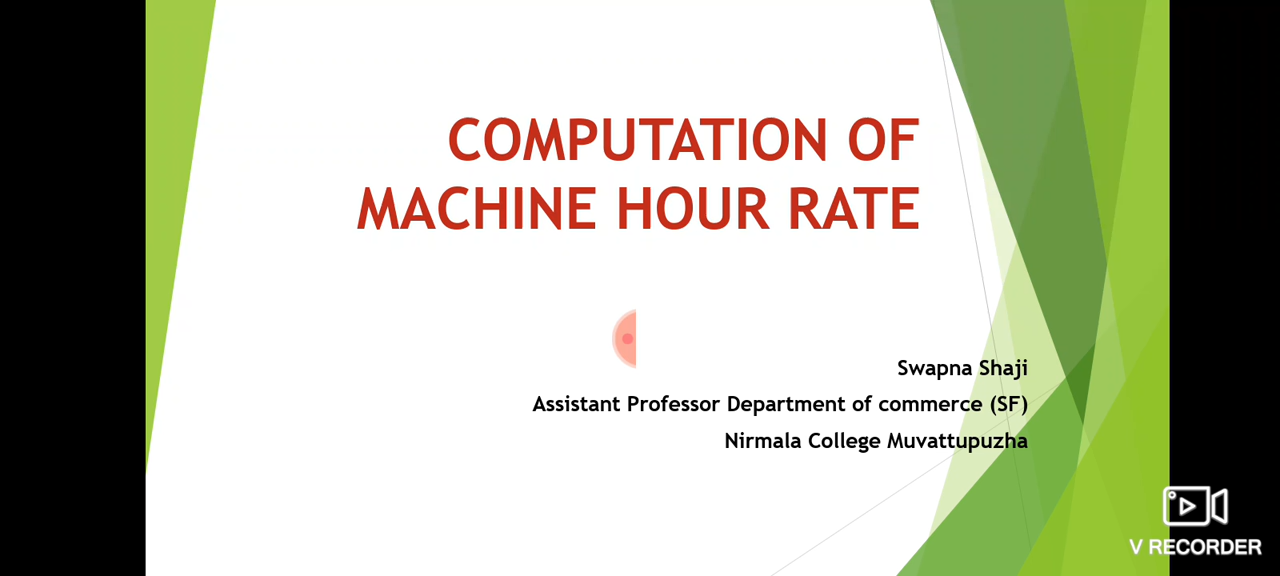 COMPUTATION OF
MACHINE HOUR RATE
Swapna Shaji
Assistant Professor Department of commerce (SF)
Nirmala College Muvattupuzha
V RECORDER